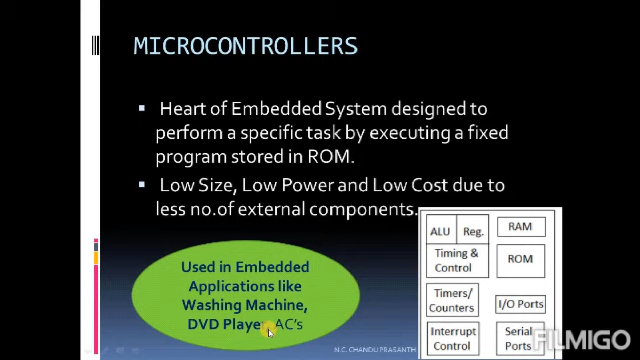 MICROCONTROLLERS
▪ Heart of Embedded System designed to
perform a specific task by executing a fixed
program stored in ROM.
▪ Low Size, Low Power and Low Cost due to
less no.of external components.
Used in Embedded
Applications like
Washing Machine,
DVD Player, AC's
ALU
Reg.
RAM
Timing &
Control
ROM
Timers/
Counters
I/O Ports
Interrupt
Control
Serial
Ports
N.C. CHANDU PRASANTH
FILMIGO